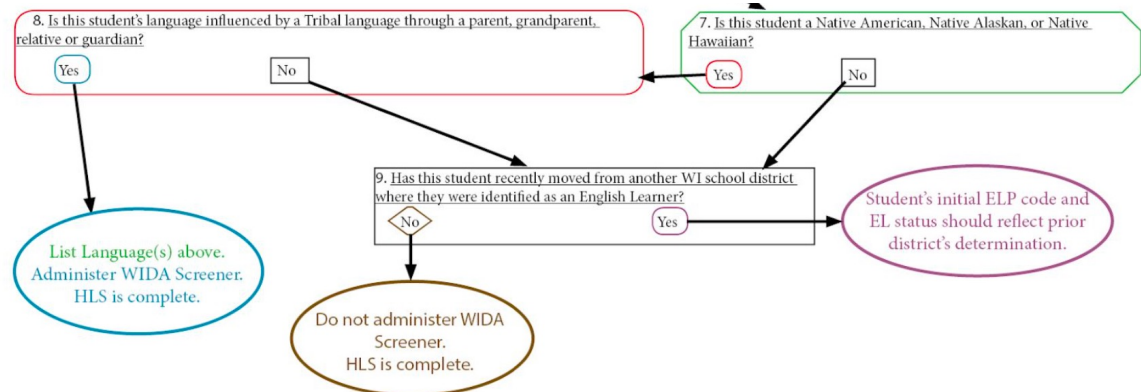 8. Is this student's language influenced by a Tribal language through a parent, grandparent,
relative or guardian?
Yes
No
7. Is this student a Native American, Native Alaskan, or Native
Hawaiian?
Yes
No
9. Has this student recently moved from another WI school district
where they were identified as an English Learner?
No
Yes
Student's initial ELP code and
EL status should reflect prior
district's determination.
List Language(s) above.
Administer WIDA Screener.
HLS is complete.
Do not administer WIDA
Screener.
HLS is complete.